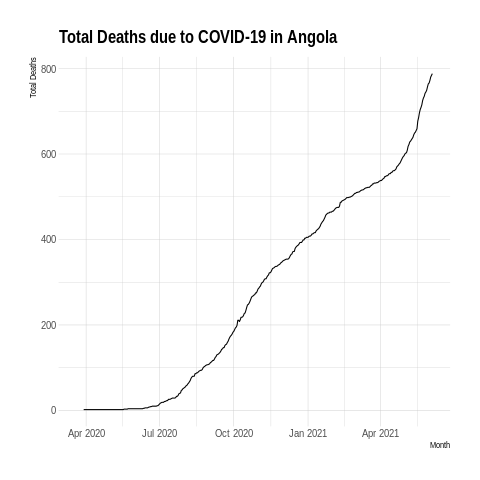 Total Deaths due to COVID-19 in Angola
Total Deaths
800
600
400
200
0
Apr 2020 Jul 2020 Oct 2020 Jan 2021 Apr 2021
Month